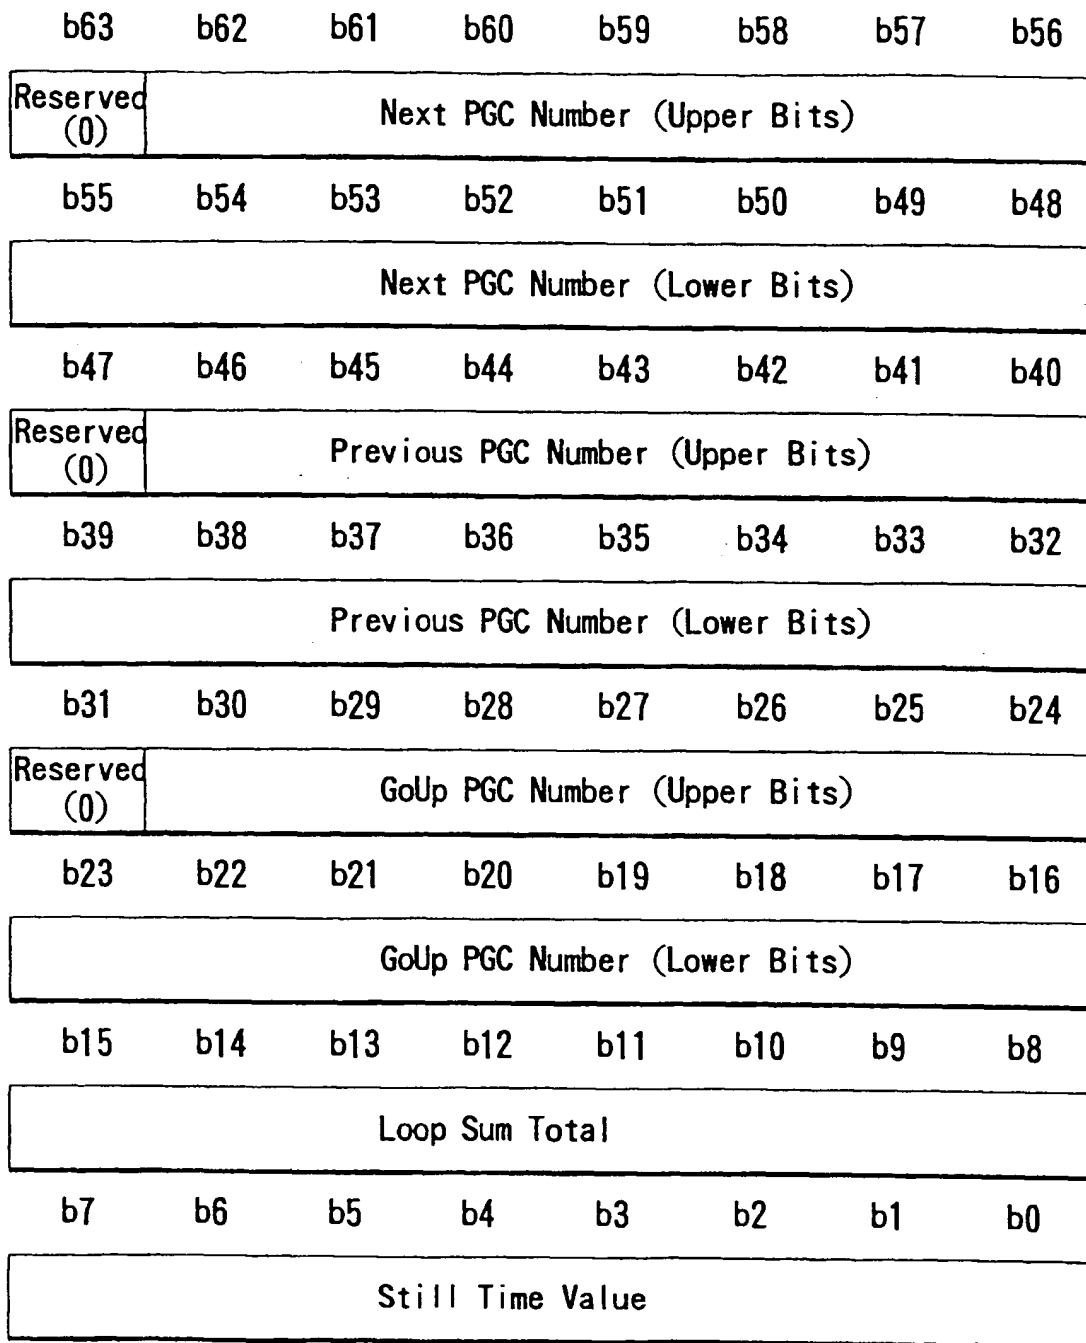 b63 b62 b61 b60 b59 b58 b57 b56
Reserved
(0)
Next PGC Number (Upper Bits)
b55 b54 b53 b52 b51 b50 b49 b48
Next PGC Number (Lower Bits)
b47 b46 b45 b44 b43 b42 b41 b40
Reserved
(0)
Previous PGC Number (Upper Bits)
b39 b38 b37 b36 b35 b34 b33 b32
Previous PGC Number (Lower Bits)
b31 b30 b29 b28 b27 b26 b25 b24
Reserved
(0)
GoUp PGC Number (Upper Bits)
b23 b22 b21 b20 b19 b18 b17 b16
GoUp PGC Number (Lower Bits)
b15 b14 b13 b12 b11 b10 b9 b8
Loop Sum Total
b7 b6 b5 b4 b3 b2 b1 b0
Still Time Value